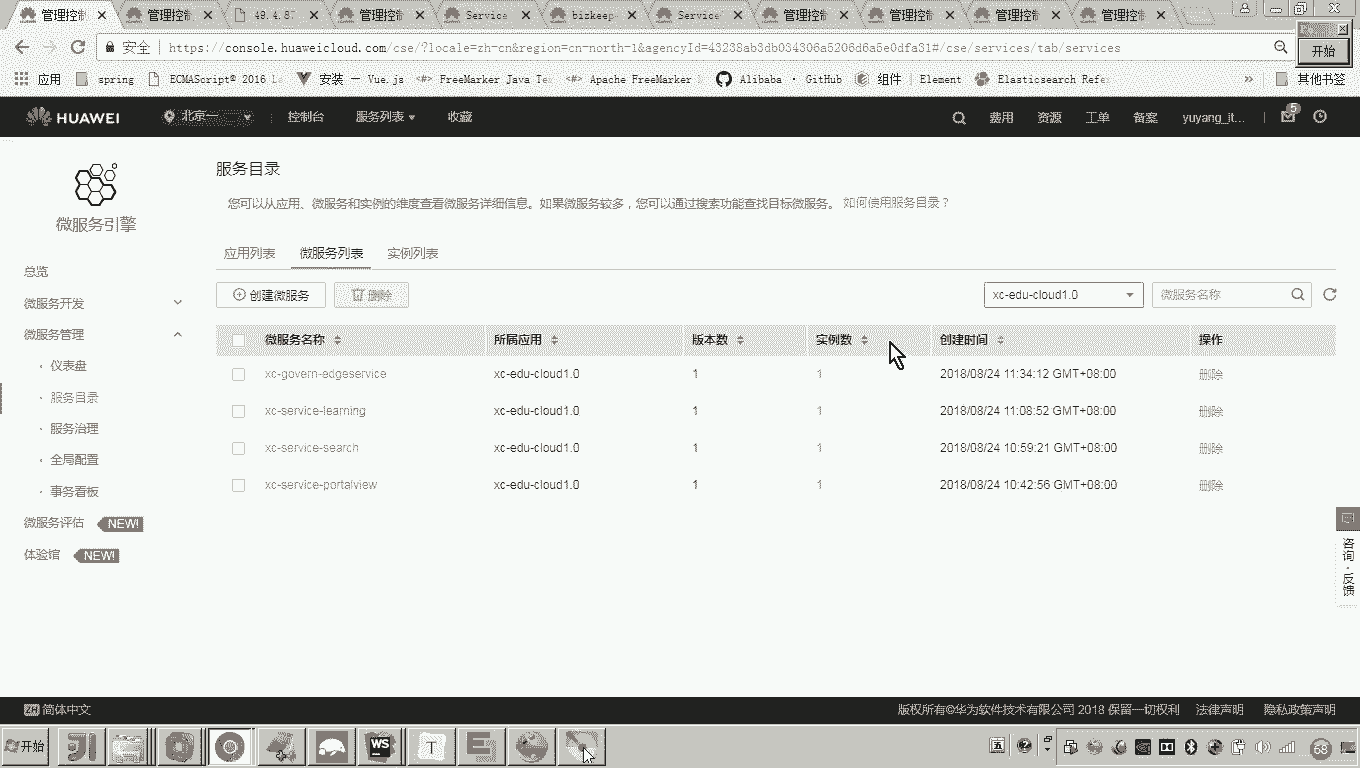 管理控制 管理控制 49.4.87 管理控制 Service bizkeep Service 管理控制 管理控制 管理控制 管理控制
安全 https://console.huaweicloud.com/cse/?locale=zh-cn&region=cn-north-1&agencyId=43238ab3db034306a5206d6a5e0dfa31#/cse/services/tab/services
开始
应用 spring ECMAScript® 2016 La 安装 — Vue.js FreeMarker Java Te Apache FreeMarker Alibaba · GitHub 组件 | Element Elasticsearch Refe » 其他书签
HUAWEI 北京一 控制台 服务列表 收藏 费用 资源 工单 备案 yuyang_it... 5
微服务引擎
服务目录
您可以从应用、微服务和实例的维度查看微服务详细信息。如果微服务较多，您可以通过搜索功能查找目标微服务。 如何使用服务目录？
应用列表 微服务列表 实例列表
总览
微服务开发
微服务管理
仪表盘
服务目录
服务治理
全局配置
事务看板
微服务评估 NEW!
体验馆 NEW!
创建微服务 删除 xc-edu-cloud1.0 微服务名称
微服务名称 所属应用 版本数 实例数 创建时间 操作
xc-govern-edgeservice xc-edu-cloud1.0 1 1 2018/08/24 11:34:12 GMT+08:00 删除
xc-service-learning xc-edu-cloud1.0 1 1 2018/08/24 11:08:52 GMT+08:00 删除
xc-service-search xc-edu-cloud1.0 1 1 2018/08/24 10:59:21 GMT+08:00 删除
xc-service-portalview xc-edu-cloud1.0 1 1 2018/08/24 10:42:56 GMT+08:00 删除
咨询·反馈
ZH 简体中文 版权所有©华为软件技术有限公司 2018 保留一切权利 法律声明 隐私政策声明
开始 WS T 68